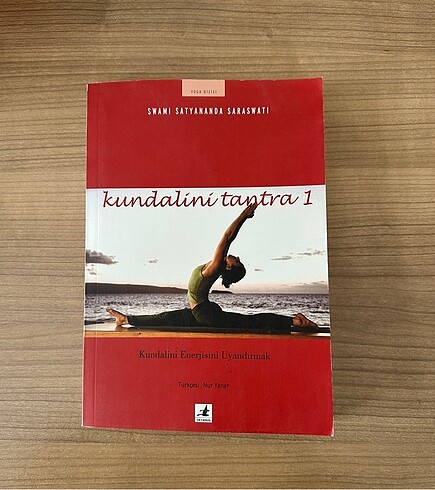 YOGA DİZİSİ
SWAMI SATYANANDA SARASWATI
kundalini tantra 1
Kundalini Enerjisini Uyandırmak
Türkçesi: Nur Yener